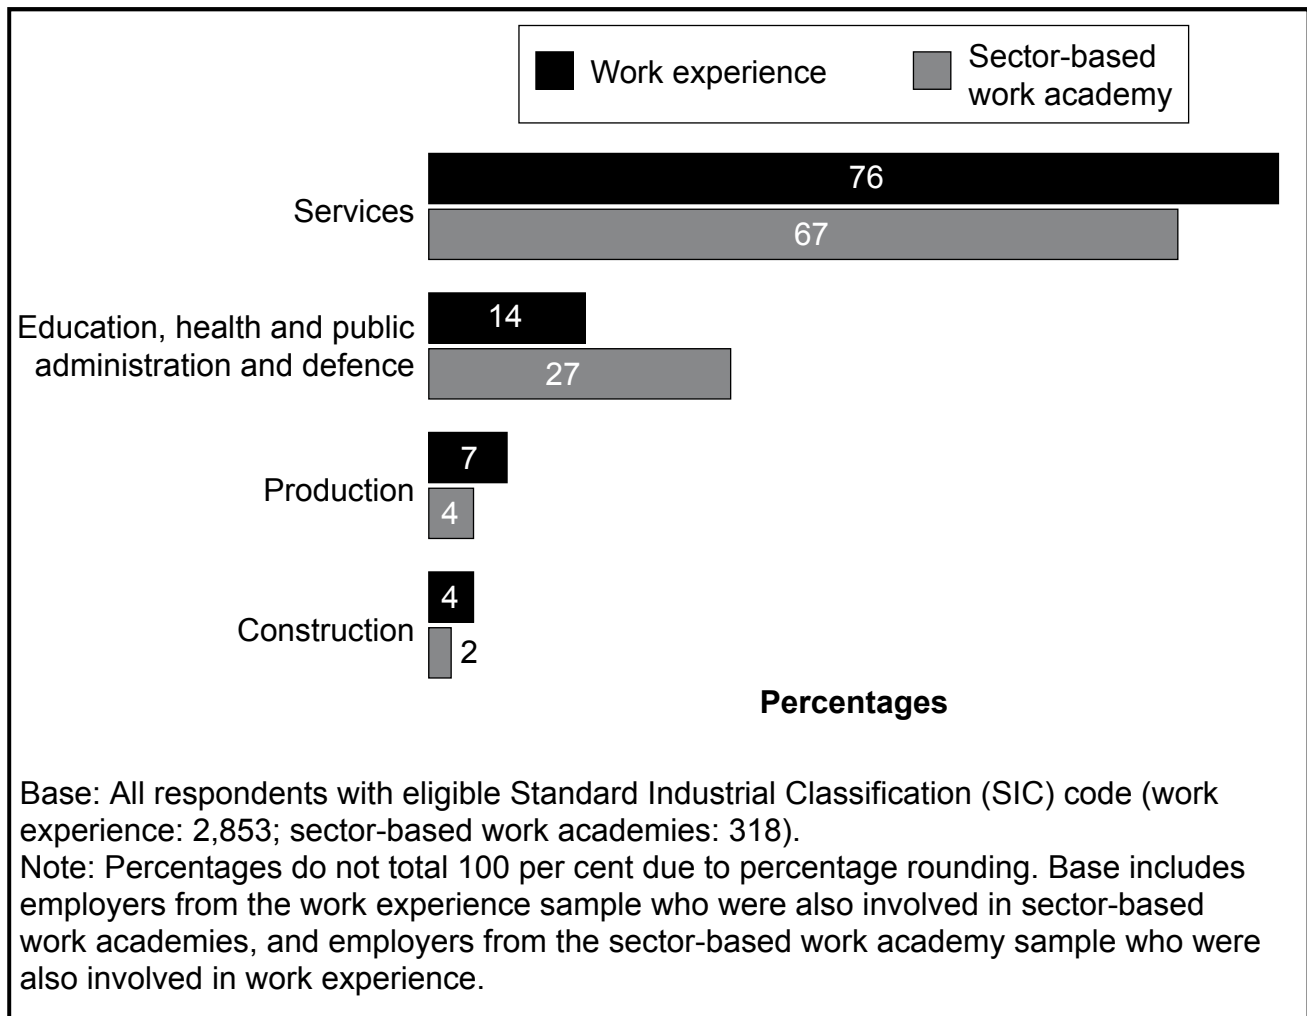 Work experience
Sector-based
work academy
Services
76
67
Education, health and public
administration and defence
14
27
Production
7
4
Construction
4
2
Percentages
Base: All respondents with eligible Standard Industrial Classification (SIC) code (work
experience: 2,853; sector-based work academies: 318).
Note: Percentages do not total 100 per cent due to percentage rounding. Base includes
employers from the work experience sample who were also involved in sector-based
work academies, and employers from the sector-based work academy sample who were
also involved in work experience.